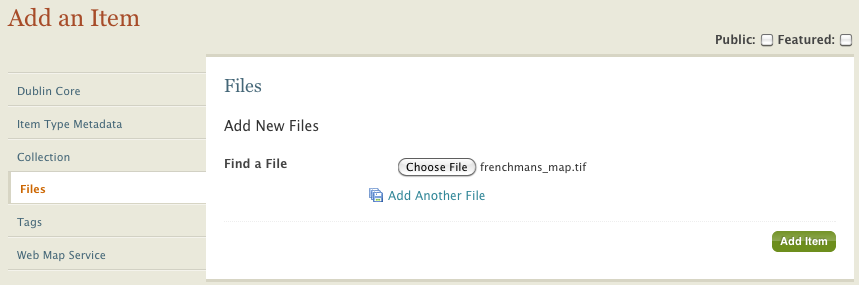 Add an Item
Public: Featured:
Dublin Core
Item Type Metadata
Collection
Files
Tags
Web Map Service
Files
Add New Files
Find a File
Choose File frenchmans_map.tif
Add Another File
Add Item